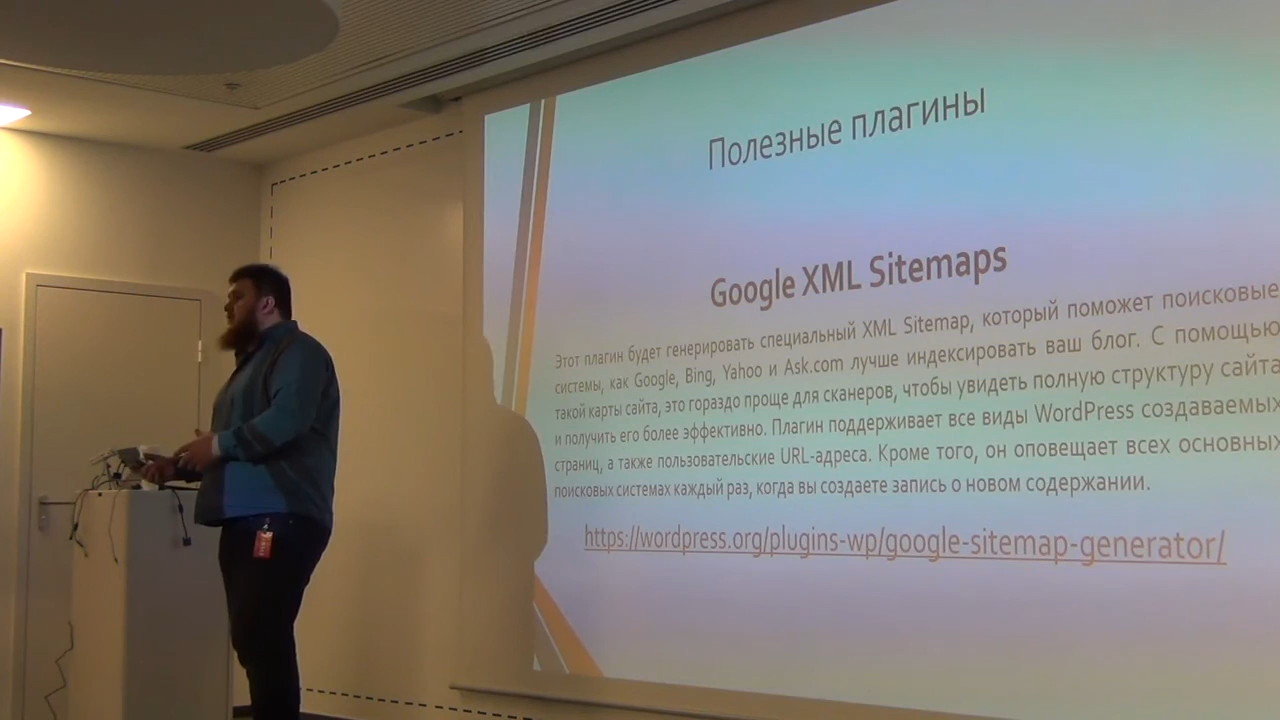 Полезные плагины
Google XML Sitemaps
Этот плагин будет генерировать специальный XML Sitemap, который поможет поисковые
системы, как Google, Bing, Yahoo и Ask.com лучше индексировать ваш блог. С помощью
такой карты сайта, это гораздо проще для сканеров, чтобы увидеть полную структуру сайта
и получить его более эффективно. Плагин поддерживает все виды WordPress создаваемых
страниц, а также пользовательские URL-адреса. Кроме того, он оповещает всех основных
поисковых системах каждый раз, когда вы создаете запись о новом содержании.
https://wordpress.org/plugins-wp/google-sitemap-generator/